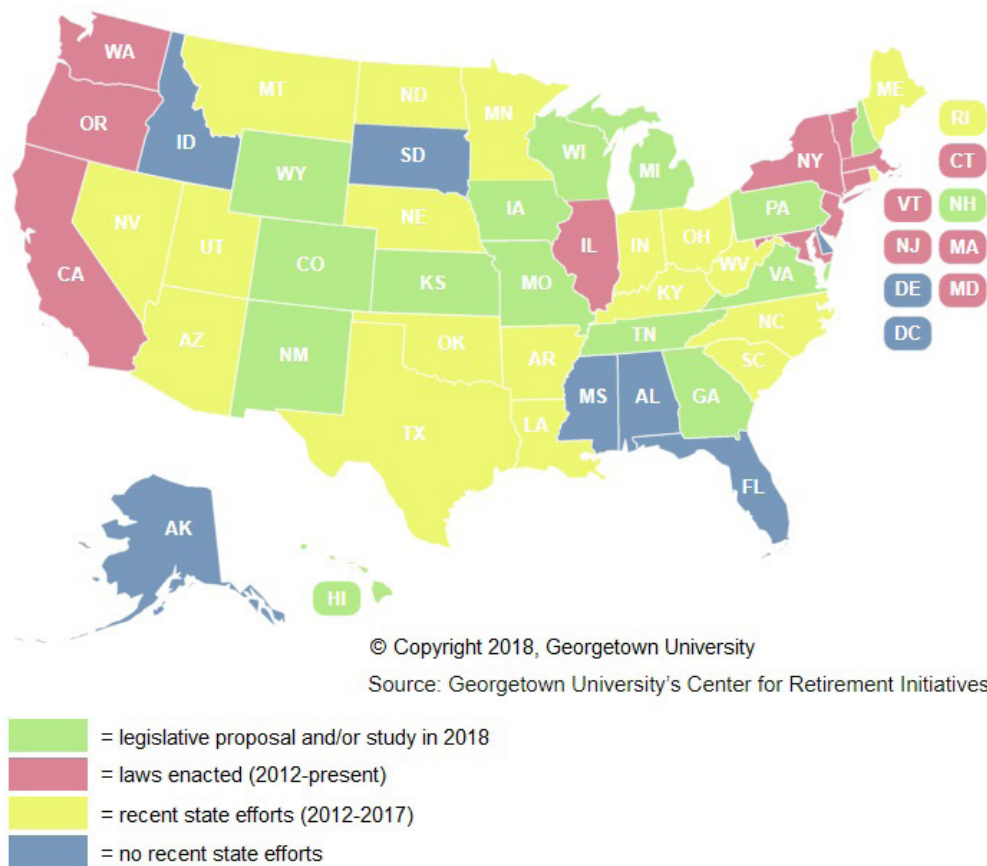 WA
MT
ND
MN
ME
OR
ID
SD
WI
MI
NY
RI
CT
WY
VT
NH
NV
UT
NE
IA
PA
NJ
MA
CA
CO
KS
MO
IL
IN
OH
WV
VA
DE
MD
KY
DC
AZ
NM
OK
AR
TN
NC
SC
TX
LA
MS
AL
GA
FL
AK
HI
© Copyright 2018, Georgetown University
Source: Georgetown University's Center for Retirement Initiatives
= legislative proposal and/or study in 2018
= laws enacted (2012-present)
= recent state efforts (2012-2017)
= no recent state efforts